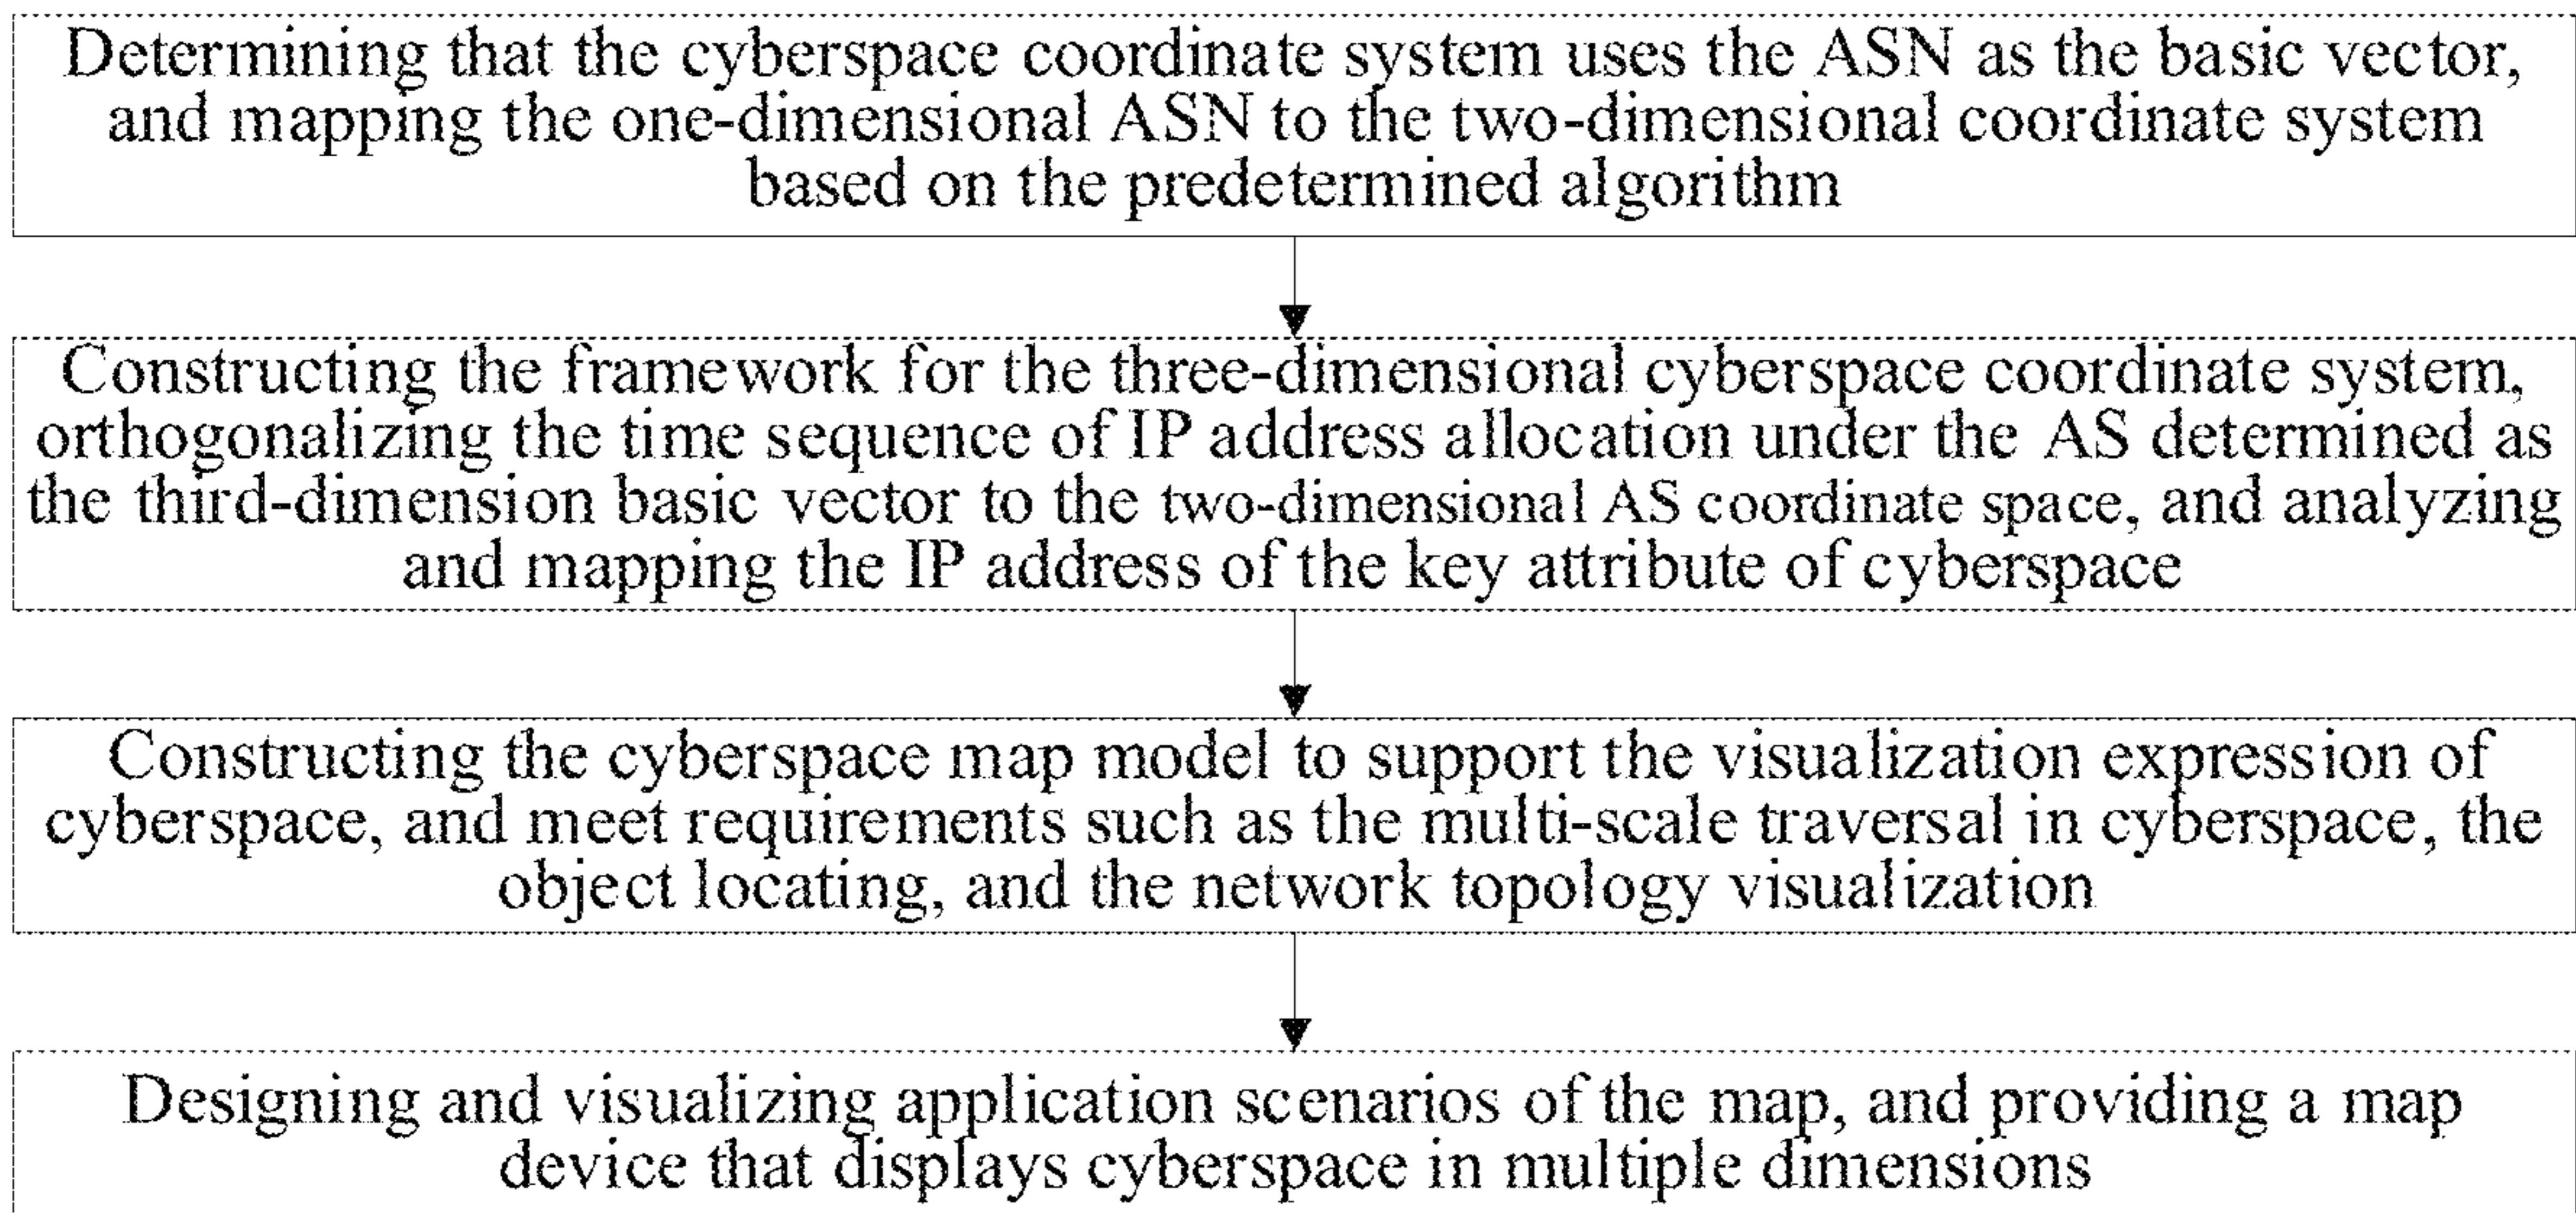 Determining that the cyberspace coordinate system uses the ASN as the basic vector,
and mapping the one-dimensional ASN to the two-dimensional coordinate system
based on the predetermined algorithm
Constructing the framework for the three-dimensional cyberspace coordinate system,
orthogonalizing the time sequence of IP address allocation under the AS determined as
the third-dimension basic vector to the two-dimensional AS coordinate space, and analyzing
and mapping the IP address of the key attribute of cyberspace
Constructing the cyberspace map model to support the visualization expression of
cyberspace, and meet requirements such as the multi-scale traversal in cyberspace, the
object locating, and the network topology visualization
Designing and visualizing application scenarios of the map, and providing a map
device that displays cyberspace in multiple dimensions